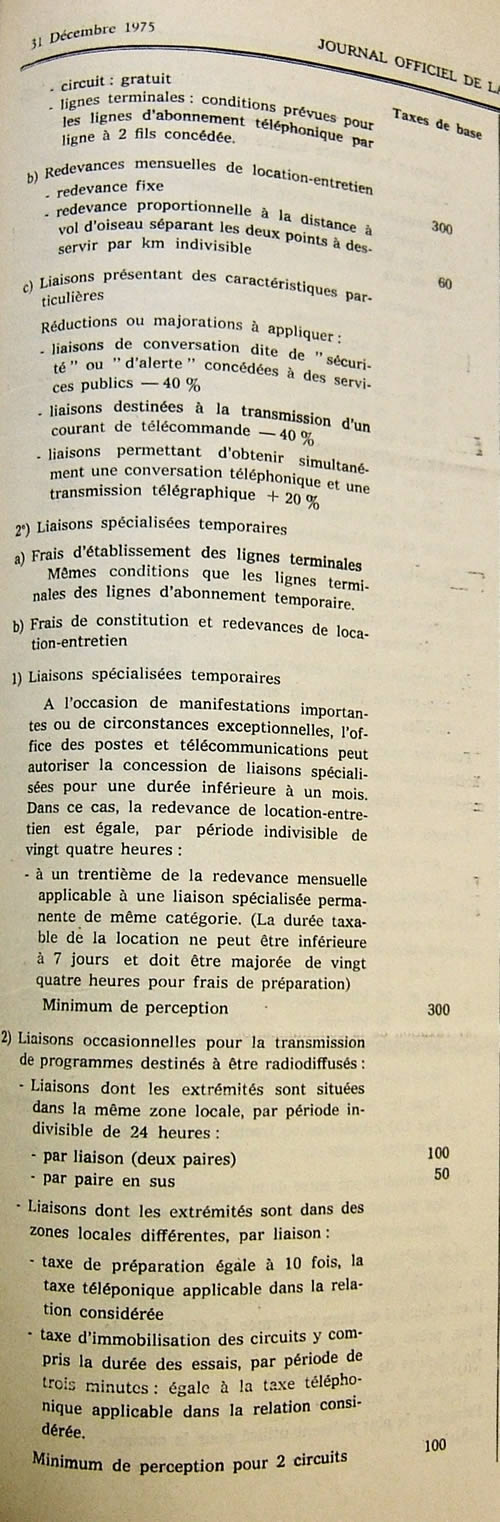 31 Décembre 1975
JOURNAL OFFICIEL DE
Taxes de base
- circuit : gratuit
- lignes terminales : conditions prévues pour
les lignes d'abonnement téléphonique par
ligne à 2 fils concédée.
b) Redevances mensuelles de location-entretien
- redevance fixe 300
- redevance proportionnelle à la distance à
vol d'oiseau séparant les deux points à des-
servir par km indivisible 60
c) Liaisons présentant des caractéristiques par-
ticulières
Réductions ou majorations à appliquer :
- liaisons de conversation dite de " sécuri-
té " ou " d'alerte " concédées à des servi-
ces publics — 40 %
- liaisons destinées à la transmission d'un
courant de télécommande — 40 %
- liaisons permettant d'obtenir simultané-
ment une conversation téléphonique et une
transmission télégraphique + 20 %
2°) Liaisons spécialisées temporaires
a) Frais d'établissement des lignes terminales
Mêmes conditions que les lignes termi-
nales des lignes d'abonnement temporaire.
b) Frais de constitution et redevances de loca-
tion-entretien
1) Liaisons spécialisées temporaires
A l'occasion de manifestations importan-
tes ou de circonstances exceptionnelles, l'of-
fice des postes et télécommunications peut
autoriser la concession de liaisons spéciali-
sées pour une durée inférieure à un mois.
Dans ce cas, la redevance de location-entre-
tien est égale, par période indivisible de
vingt quatre heures :
- à un trentième de la redevance mensuelle
applicable à une liaison spécialisée perma-
nente de même catégorie. (La durée taxa-
ble de la location ne peut être inférieure
à 7 jours et doit être majorée de vingt
quatre heures pour frais de préparation)
Minimum de perception 300
2) Liaisons occasionnelles pour la transmission
de programmes destinés à être radiodiffusés :
- Liaisons dont les extrémités sont situées
dans la même zone locale, par période in-
divisible de 24 heures :
- par liaison (deux paires) 100
- par paire en sus 50
- Liaisons dont les extrémités sont dans des
zones locales différentes, par liaison :
- taxe de préparation égale à 10 fois, la
taxe téléponique applicable dans la rela-
tion considérée
- taxe d'immobilisation des circuits y com-
pris la durée des essais, par période de
trois minutes : égale à la taxe télépho-
nique applicable dans la relation consi-
dérée.
Minimum de perception pour 2 circuits 100